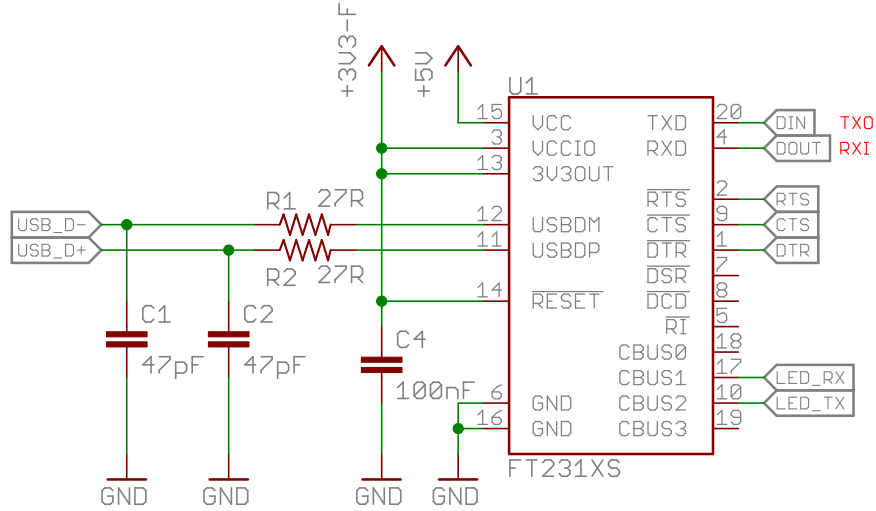 +3V3-F
+5V
U1
15 VCC TXD 20 DIN TXO
3 VCCIO RXD 4 DOUT RXI
13 3V3OUT
RTS 2 RTS
USB_D- R1 27R 12 USBDM CTS 9 CTS
USB_D+ R2 27R 11 USBDP DTR 1 DTR
DSR 7
14 RESET DCD 8
C1 C2 RI 5
C4 CBUS0 18
47pF 47pF CBUS1 17 LED_RX
100nF 6 GND CBUS2 10 LED_TX
16 GND CBUS3 19
FT231XS
GND GND GND GND